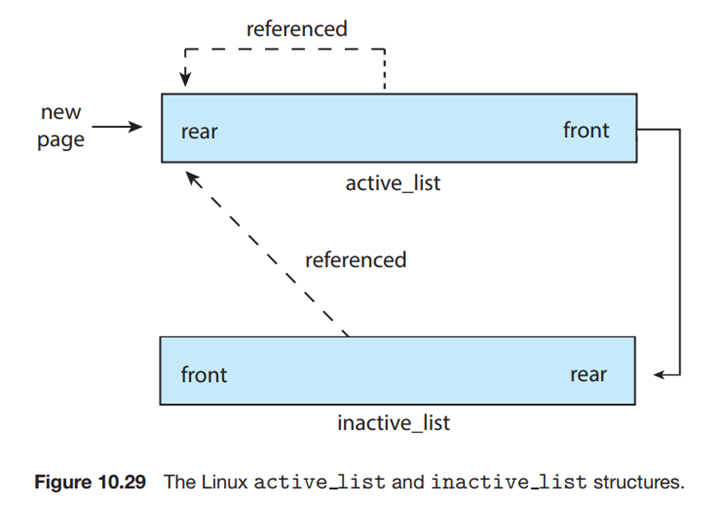 referenced
new
page
rear
front
active_list
referenced
front
rear
inactive_list
Figure 10.29 The Linux active_list and inactive_list structures.